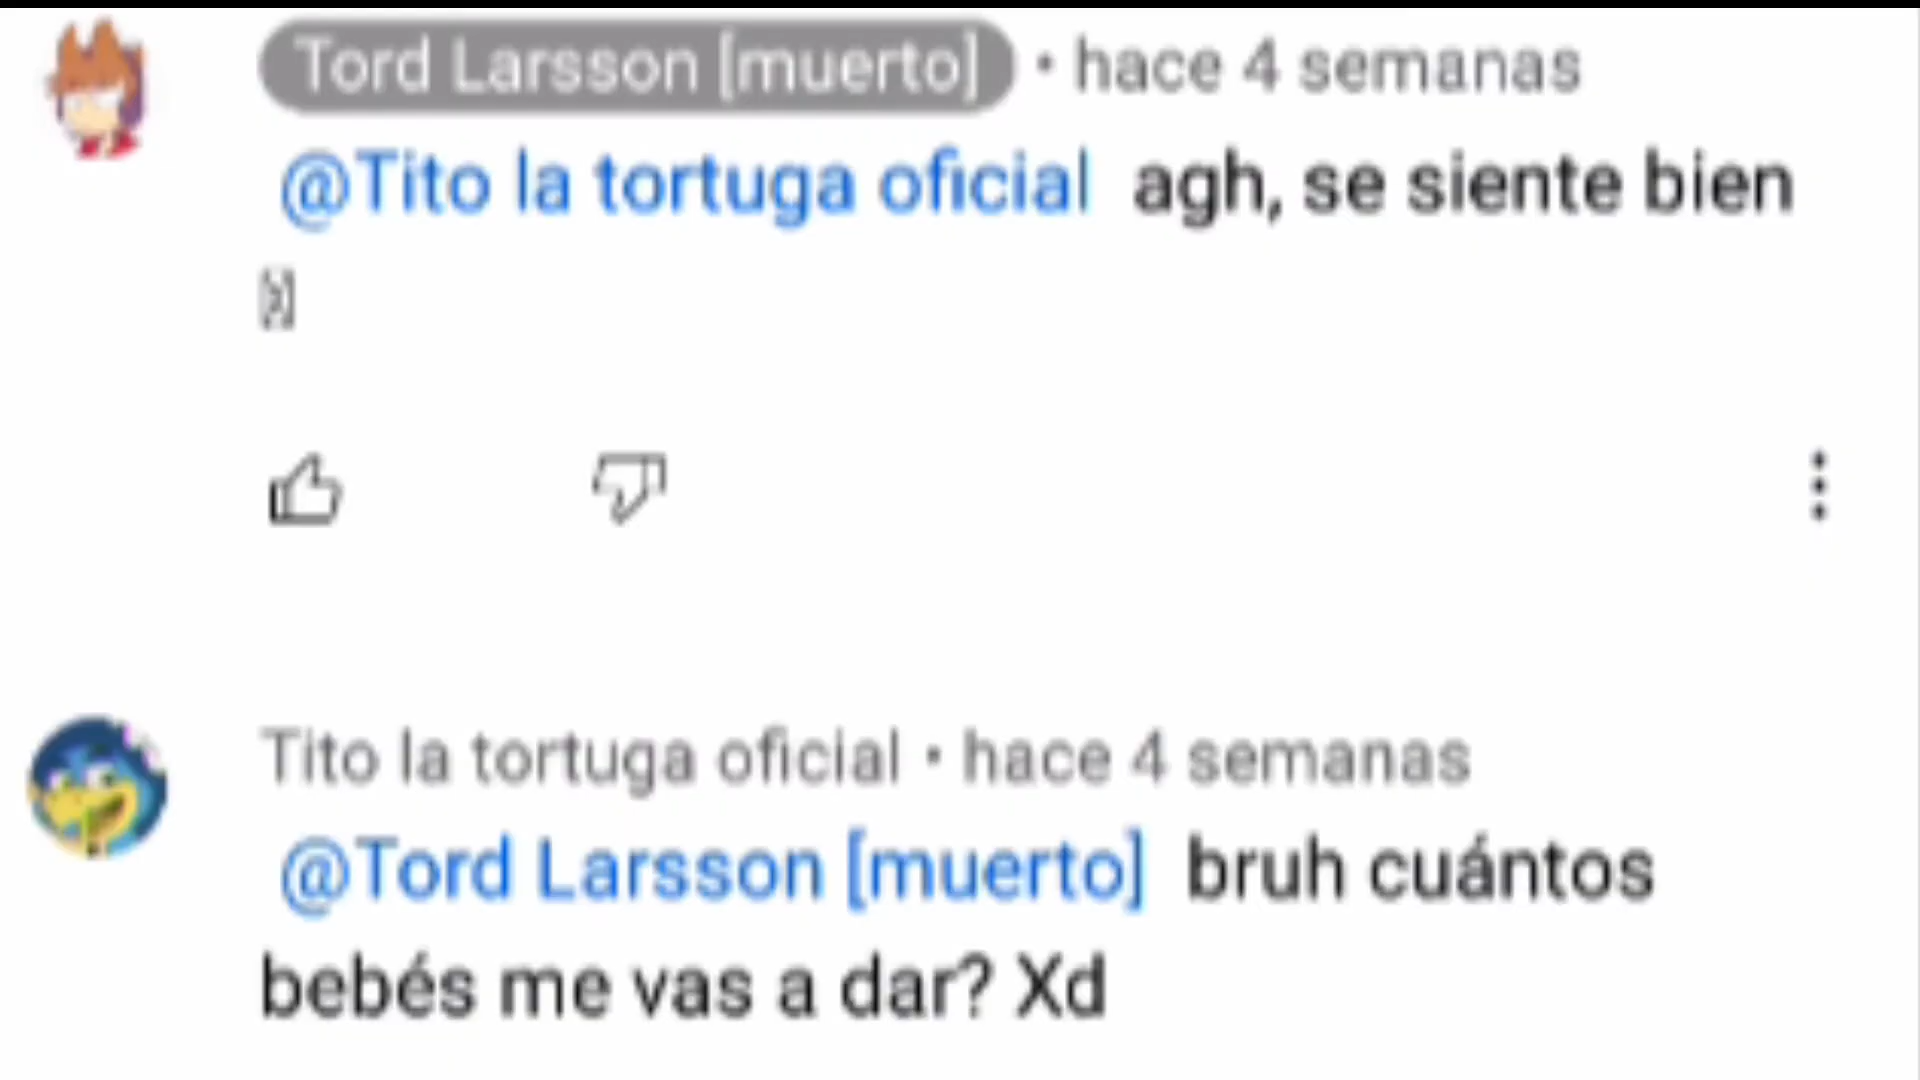 Tord Larsson [muerto] • hace 4 semanas
@Tito la tortuga oficial agh, se siente bien
Tito la tortuga oficial • hace 4 semanas
@Tord Larsson [muerto] bruh cuántos
bebés me vas a dar? Xd